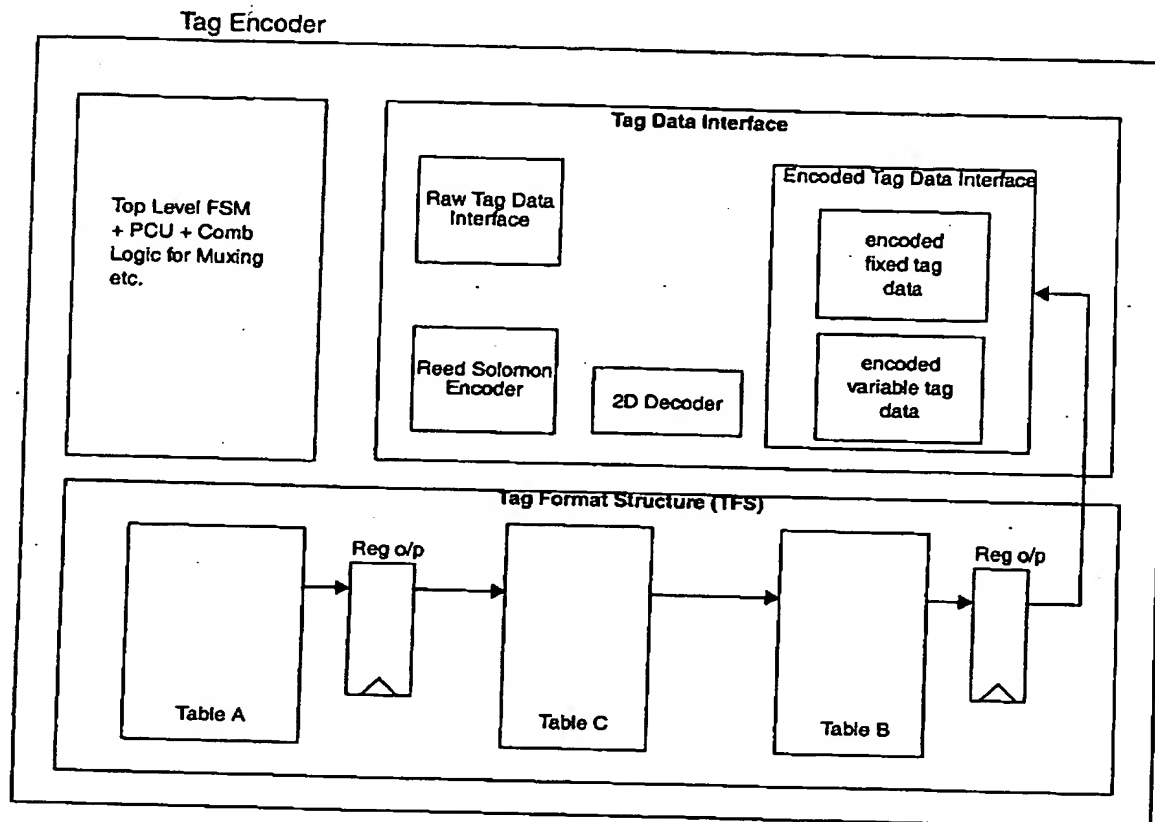 Tag Encoder
Top Level FSM
+ PCU + Comb
Logic for Muxing
etc.
Tag Data Interface
Raw Tag Data
Interface
Reed Solomon
Encoder
2D Decoder
Encoded Tag Data Interface
encoded
fixed tag
data
encoded
variable tag
data
Tag Format Structure (TFS)
Table A
Reg o/p
Table C
Table B
Reg o/p